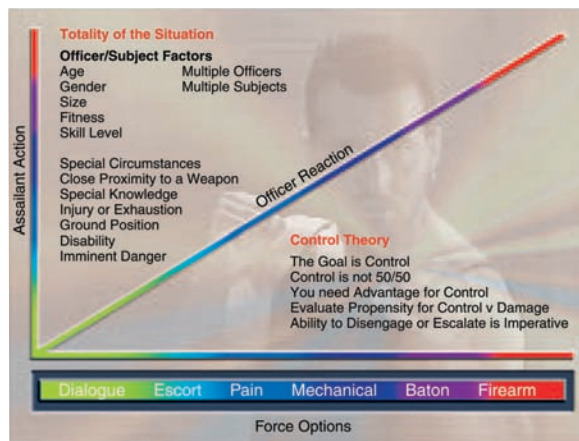 Totality of the Situation
Officer/Subject Factors
Age Multiple Officers
Gender Multiple Subjects
Size
Fitness
Skill Level
Special Circumstances
Close Proximity to a Weapon
Special Knowledge
Injury or Exhaustion
Ground Position
Disability
Imminent Danger
Assailant Action
Officer Reaction
Control Theory
The Goal is Control
Control is not 50/50
You need Advantage for Control
Evaluate Propensity for Control v Damage
Ability to Disengage or Escalate is Imperative
Dialogue Escort Pain Mechanical Baton Firearm
Force Options